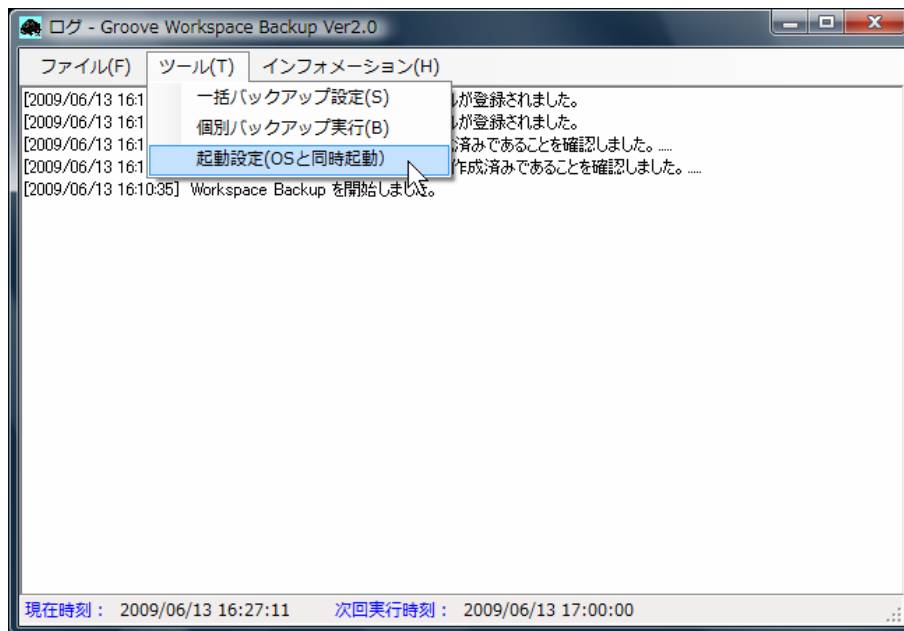 ログ - Groove Workspace Backup Ver2.0
ファイル(F) ツール(T) インフォメーション(H)
一括バックアップ設定(S)
個別バックアップ実行(B)
起動設定(OSと同時起動)
[2009/06/13 16:1 が登録されました。
[2009/06/13 16:1 が登録されました。
[2009/06/13 16:1 済みであることを確認しました。....
[2009/06/13 16:1 作成済みであることを確認しました。....
[2009/06/13 16:10:35] Workspace Backup を開始しました。
現在時刻： 2009/06/13 16:27:11 次回実行時刻： 2009/06/13 17:00:00